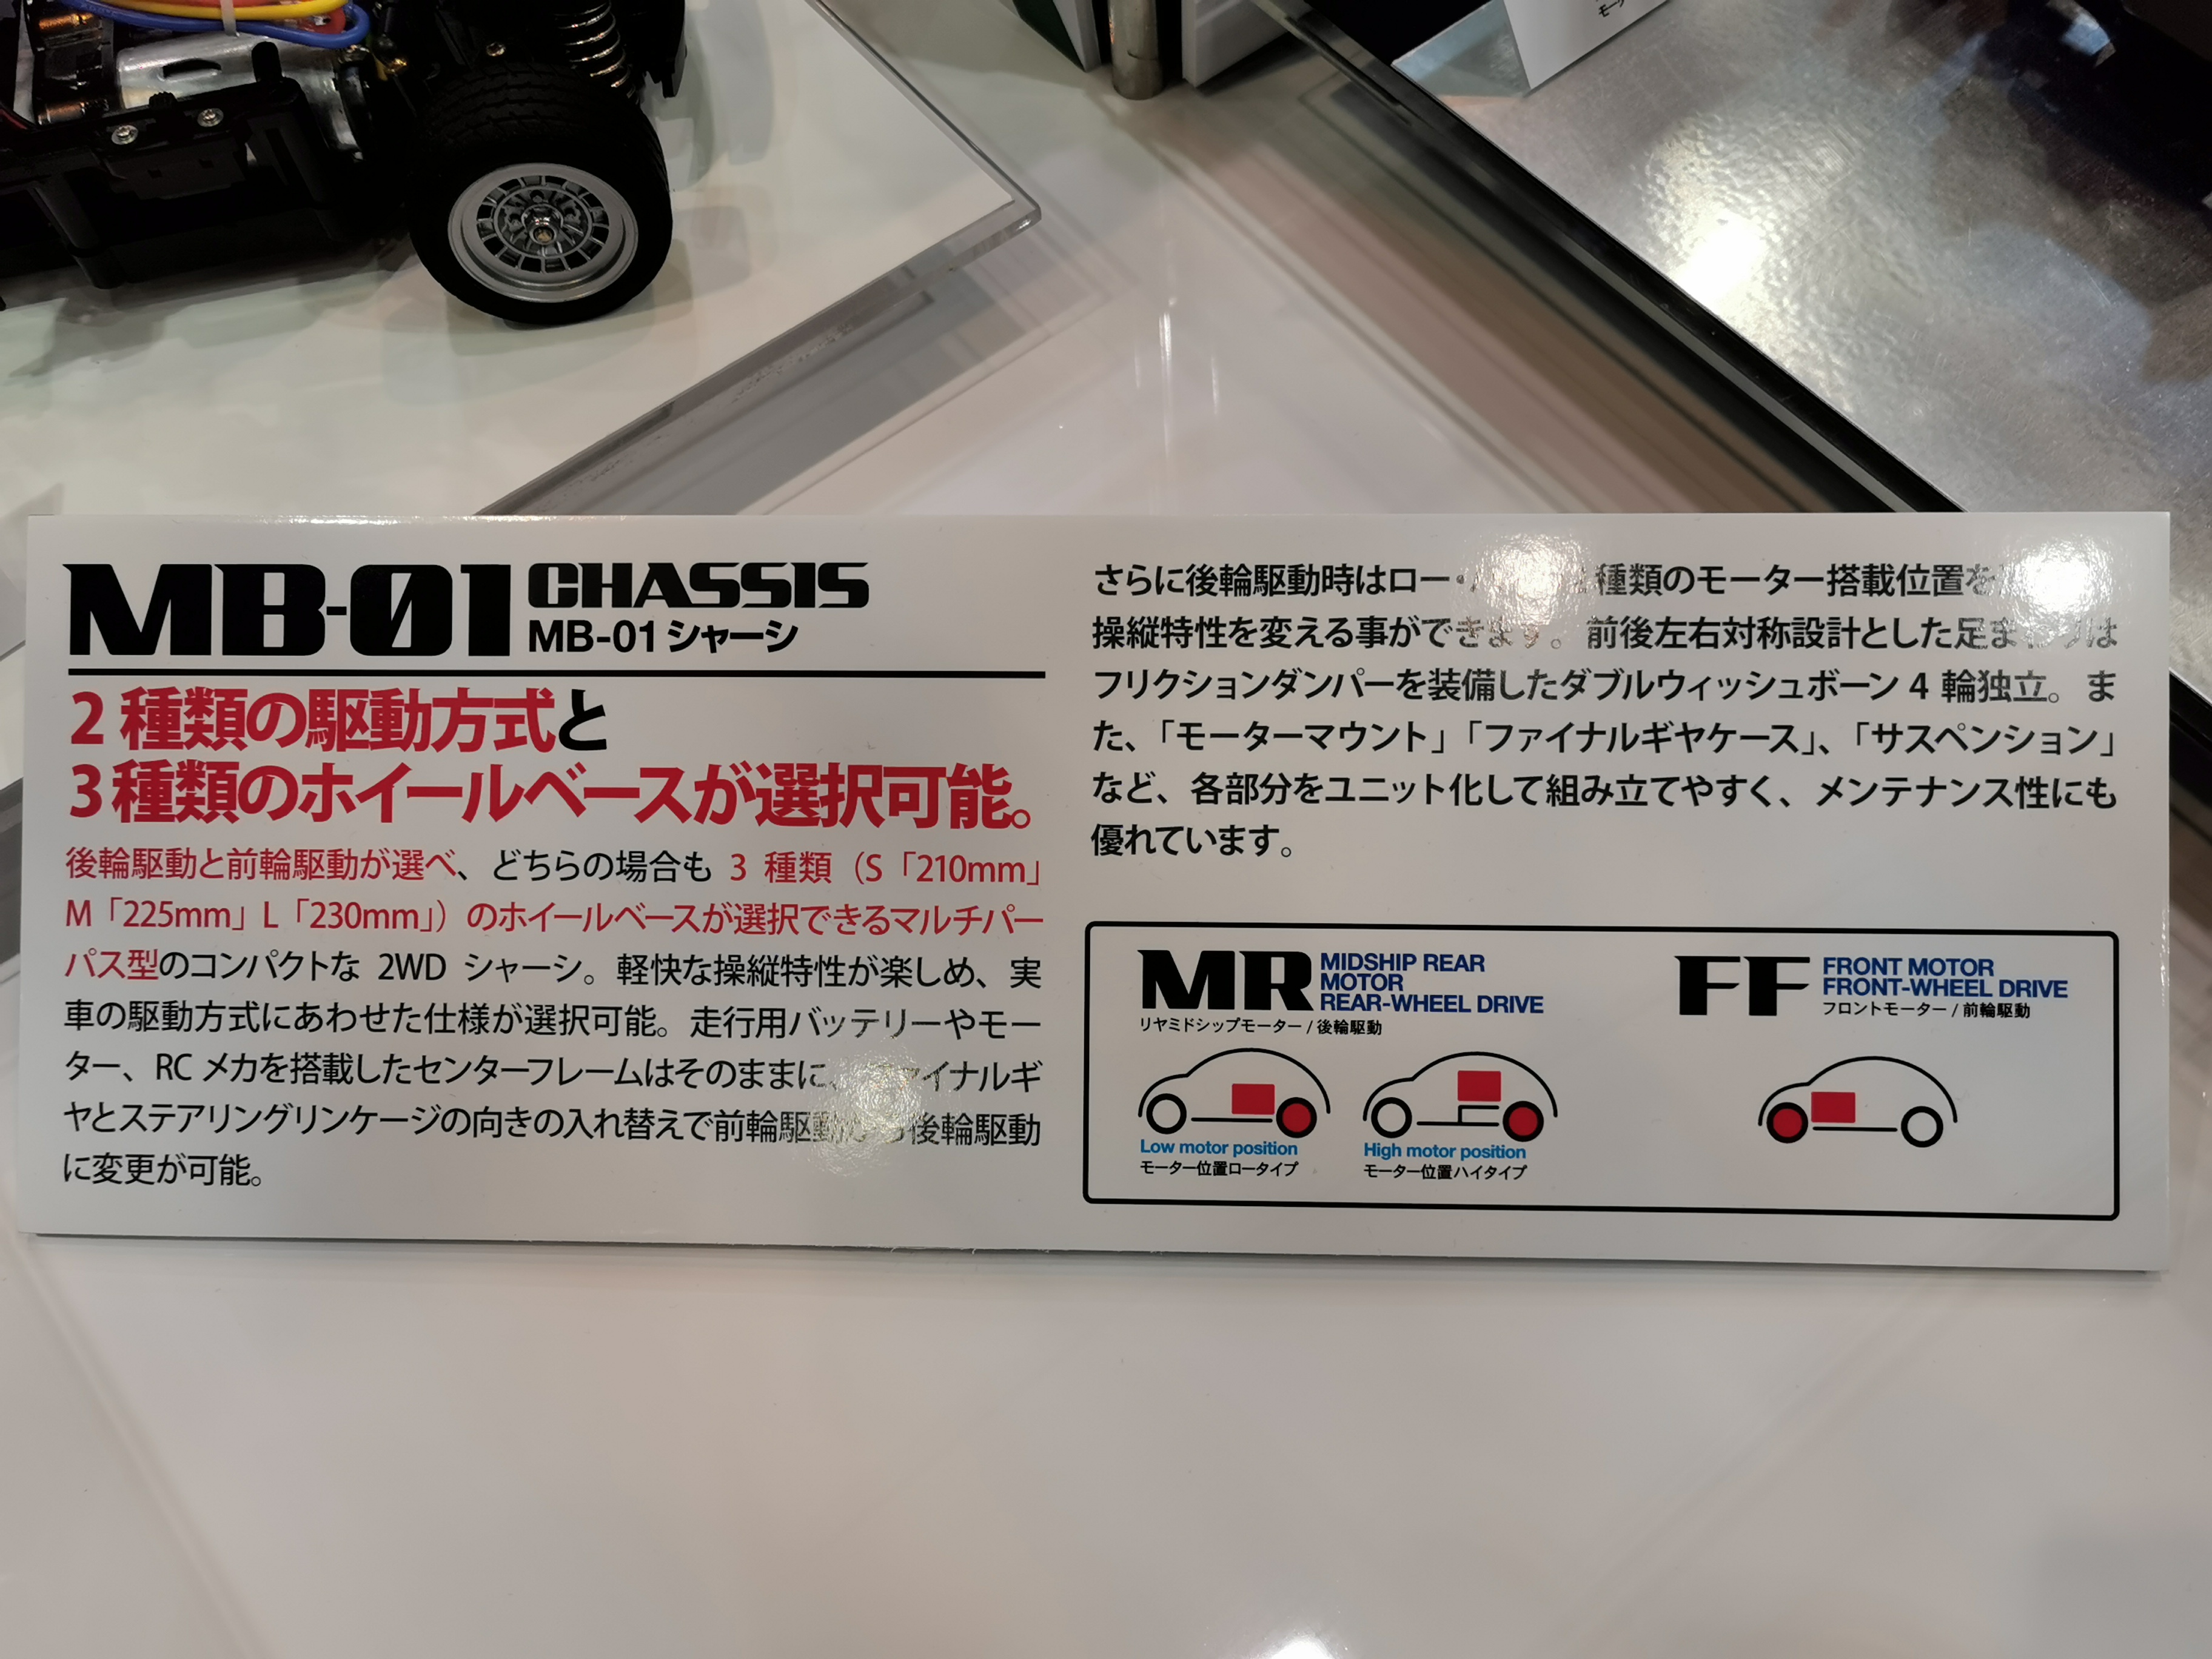 MB-01 CHASSIS
MB-01 シャーシ
2 種類の駆動方式と
3種類のホイールベースが選択可能。
後輪駆動と前輪駆動が選べ、どちらの場合も 3 種類（S「210mm」
M「225mm」L「230mm」）のホイールベースが選択できるマルチパー
パス型のコンパクトな 2WD シャーシ。軽快な操縦特性が楽しめ、実
車の駆動方式にあわせた仕様が選択可能。走行用バッテリーやモー
ター、RC メカを搭載したセンターフレームはそのままに、ファイナルギ
ヤとステアリングリンケージの向きの入れ替えで前輪駆動から後輪駆動
に変更が可能。
さらに後輪駆動時はロー・ 種類のモーター搭載位置を
操縦特性を変える事ができます。前後左右対称設計とした足まわりは
フリクションダンパーを装備したダブルウィッシュボーン 4 輪独立。ま
た、「モーターマウント」「ファイナルギヤケース」、「サスペンション」
など、各部分をユニット化して組み立てやすく、メンテナンス性にも
優れています。
MR MIDSHIP REAR
MOTOR
REAR-WHEEL DRIVE
リヤミドシップモーター / 後輪駆動
Low motor position
モーター位置ロータイプ
High motor position
モーター位置ハイタイプ
FF FRONT MOTOR
FRONT-WHEEL DRIVE
フロントモーター / 前輪駆動